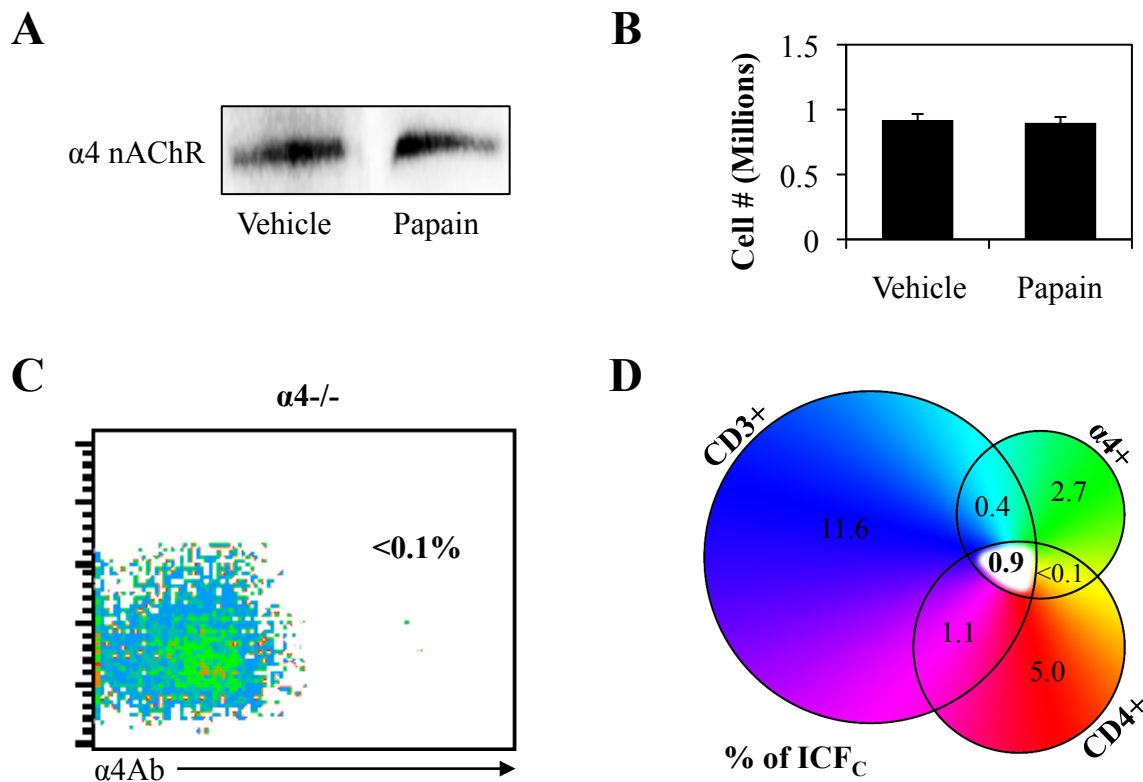 A
α4 nAChR
Vehicle
Papain
B
Cell # (Millions)
1.5
1
0.5
0
Vehicle
Papain
C
α4-/-
<0.1%
α4Ab
D
CD3+
α4+
CD4+
11.6
0.4
2.7
0.9
<0.1
1.1
5.0
% of ICFC